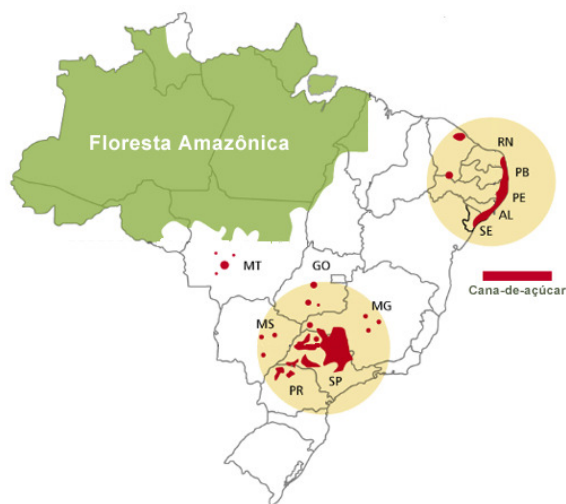 Floresta Amazônica
RN
PB
PE
AL
SE
Cana-de-açúcar
MT
GO
MG
MS
SP
PR